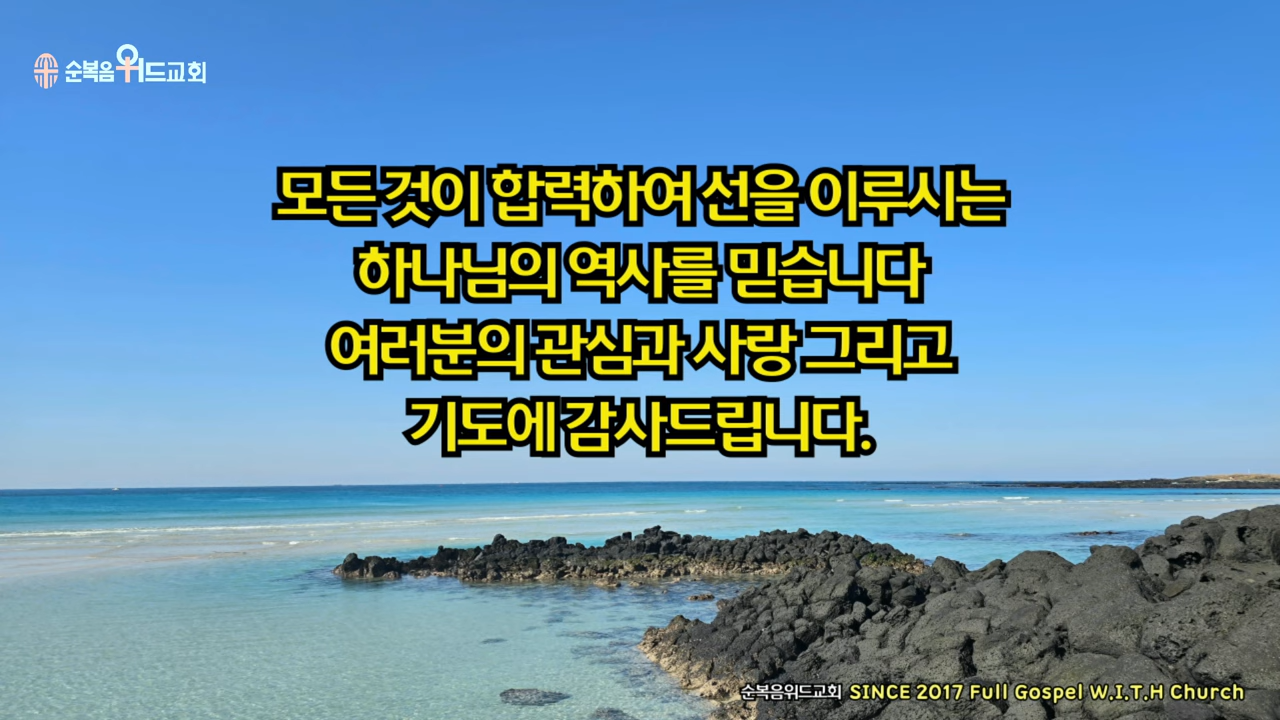 순복음위드교회
모든 것이 합력하여 선을 이루시는
하나님의 역사를 믿습니다
여러분의 관심과 사랑 그리고
기도에 감사드립니다.
순복음위드교회 SINCE 2017 Full Gospel W.I.T.H Church